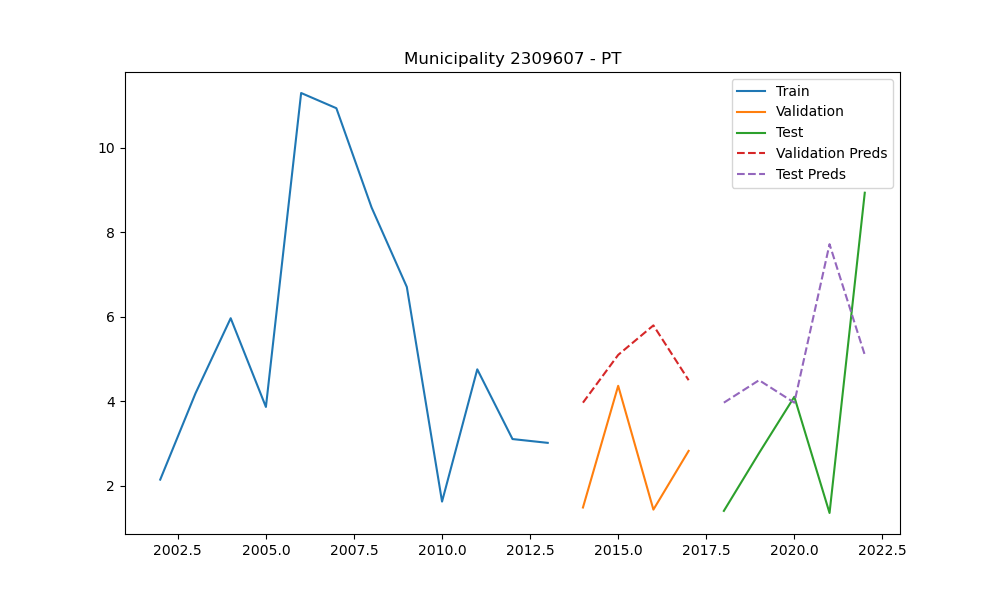 Municipality 2309607 - PT
Train
Validation
Test
Validation Preds
Test Preds
10
8
6
4
2
2002.5 2005.0 2007.5 2010.0 2012.5 2015.0 2017.5 2020.0 2022.5